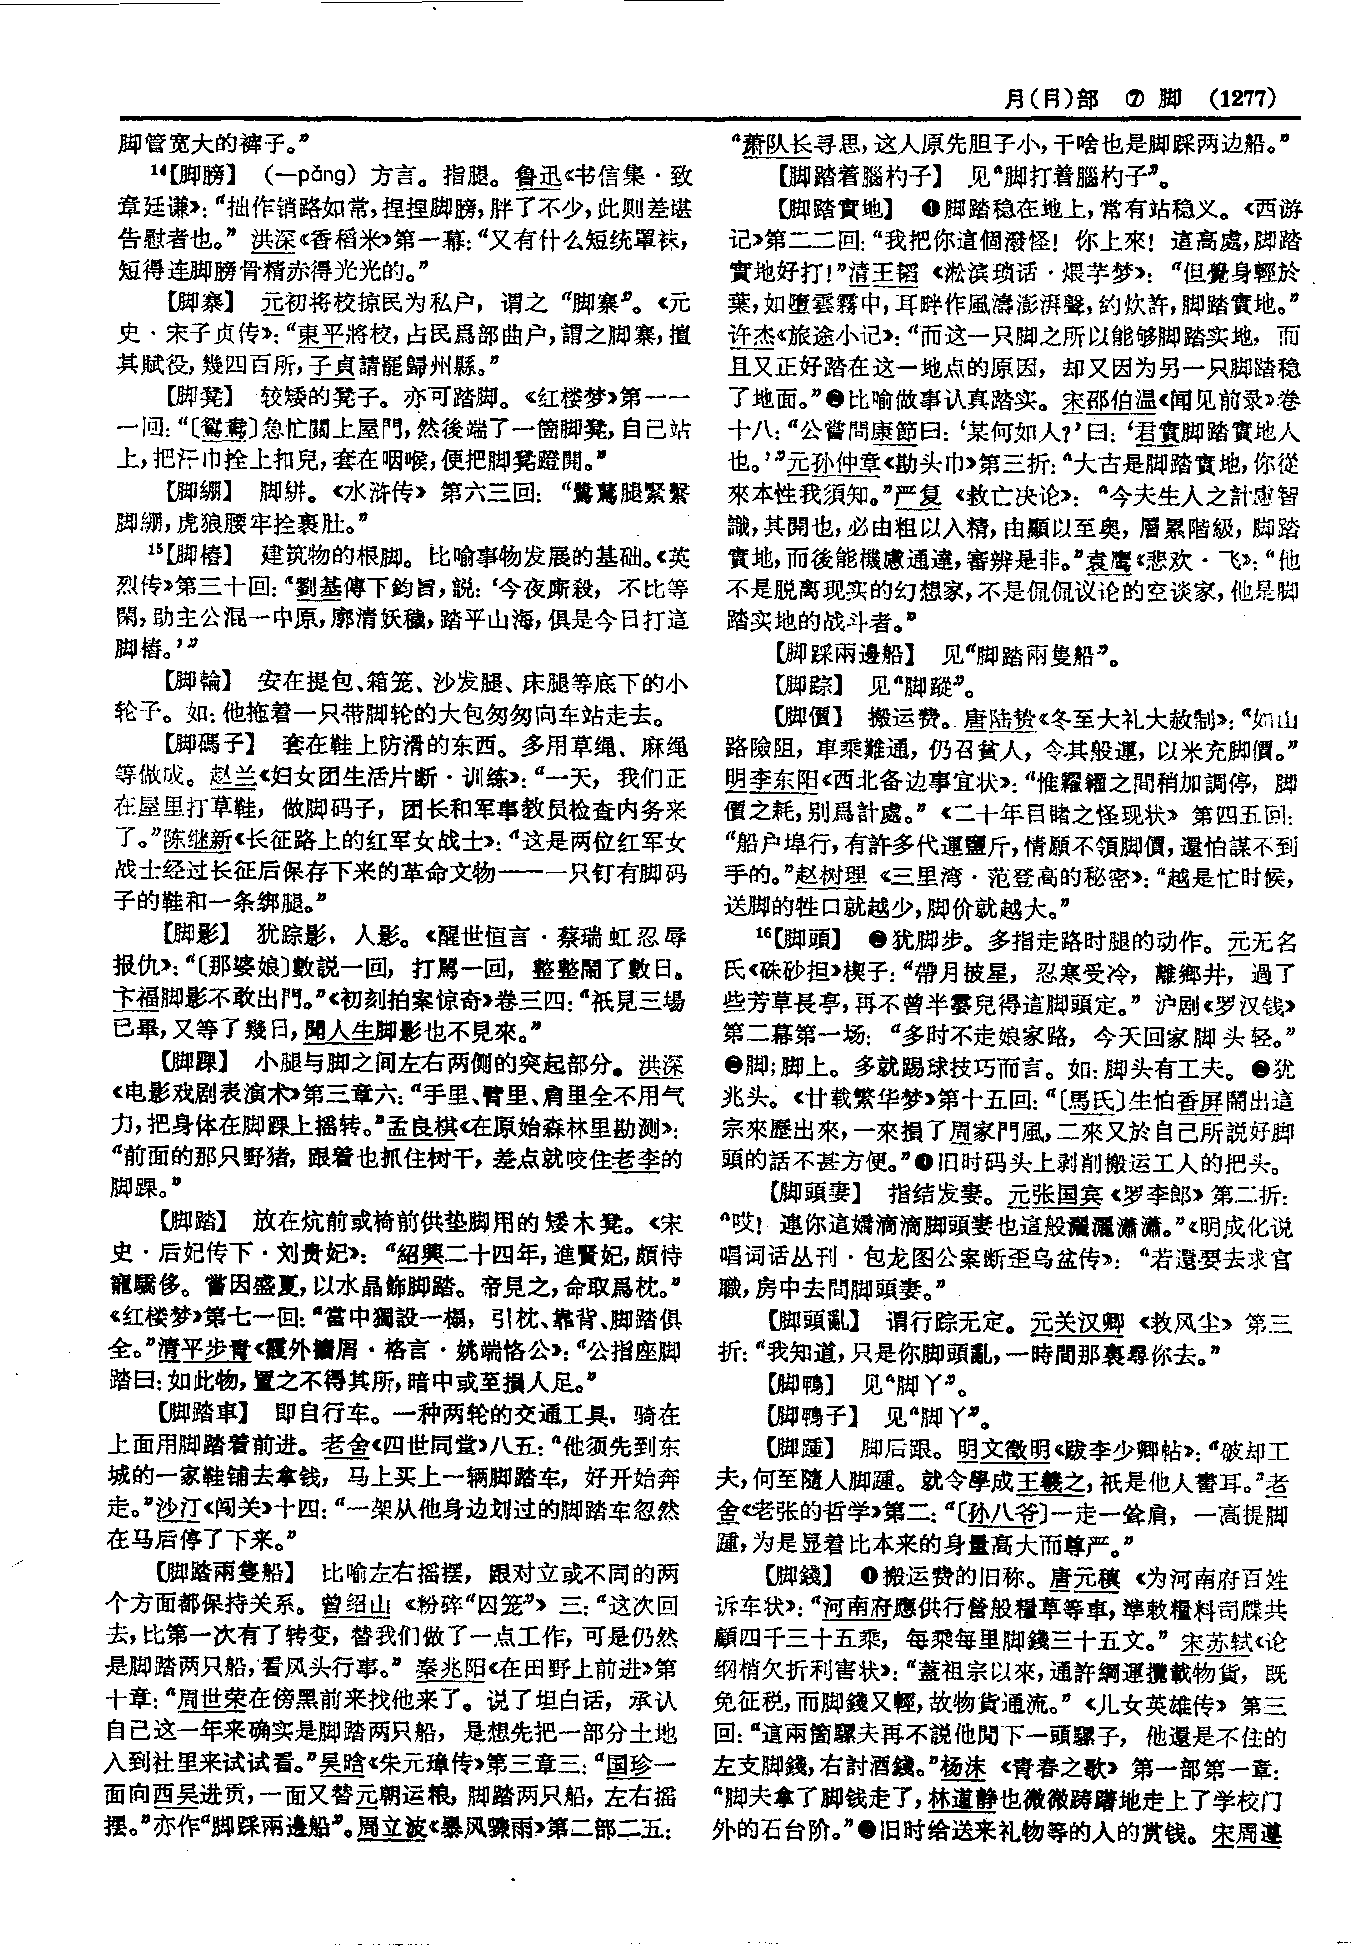 月(⺼)部 ⑦ 脚 (1277)
脚管宽大的裤子。”
14【脚膀】 (—pǎng) 方言。指腿。鲁迅《书信集·致
章廷谦》：“拙作销路如常，捏捏脚膀，胖了不少，此则差堪
告慰者也。” 洪深《香稻米》第一幕：“又有什么短统罩袜，
短得连脚膀骨精赤得光光的。”
【脚寨】 元初将校掠民为私户，谓之“脚寨”。《元
史·宋子贞传》：“東平將校，占民爲部曲户，謂之脚寨，擅
其賦役，幾四百所，子貞請罷歸州縣。”
【脚凳】 较矮的凳子。亦可踏脚。《红楼梦》第一一
一回：“〔鴛鴦〕急忙關上屋門，然後端了一箇脚凳，自己站
上，把汗巾拴上扣兒，套在咽喉，便把脚凳蹬開。”
【脚綳】 脚絣。《水浒传》第六三回：“鷺鷥腿緊繫
脚綳，虎狼腰牢拴裹肚。”
15【脚樁】 建筑物的根脚。比喻事物发展的基础。《英
烈传》第三十回：“劉基傳下鈞旨，説：‘今夜廝殺，不比等
閑，助主公混一中原，廓清妖穢，踏平山海，俱是今日打這
脚樁。’”
【脚輪】 安在提包、箱笼、沙发腿、床腿等底下的小
轮子。如：他拖着一只带脚轮的大包匆匆向车站走去。
【脚碼子】 套在鞋上防滑的东西。多用草绳、麻绳
等做成。赵兰《妇女团生活片断·训练》：“一天，我们正
在屋里打草鞋，做脚码子，团长和军事教员检查内务来
了。”陈继新《长征路上的红军女战士》：“这是两位红军女
战士经过长征后保存下来的革命文物——一只钉有脚码
子的鞋和一条绑腿。”
【脚影】 犹踪影，人影。《醒世恒言·蔡瑞虹忍辱
报仇》：“〔那婆娘〕數説一回，打罵一回，整整鬧了數日。
卞福脚影不敢出門。”《初刻拍案惊奇》卷三四：“祇見三場
已畢，又等了幾日，聞人生脚影也不見來。”
【脚踝】 小腿与脚之间左右两侧的突起部分。洪深
《电影戏剧表演术》第三章六：“手里、臂里、肩里全不用气
力，把身体在脚踝上摇转。”孟良棋《在原始森林里勘测》：
“前面的那只野猪，跟着也抓住树干，差点就咬住老李的
脚踝。”
【脚踏】 放在炕前或椅前供垫脚用的矮木凳。《宋
史·后妃传下·刘贵妃》：“紹興二十四年，進賢妃，頗恃
寵驕侈。嘗因盛夏，以水晶飾脚踏。帝見之，命取爲枕。”
《红楼梦》第七一回：“當中獨設一榻，引枕、靠背、脚踏俱
全。”清平步青《霞外攟屑·格言·姚端恪公》：“公指座脚
踏曰：如此物，置之不得其所，暗中或至損人足。”
【脚踏車】 即自行车。一种两轮的交通工具，骑在
上面用脚踏着前进。老舍《四世同堂》八五：“他须先到东
城的一家鞋铺去拿钱，马上买上一辆脚踏车，好开始奔
走。”沙汀《闯关》十四：“一架从他身边划过的脚踏车忽然
在马后停了下来。”
【脚踏兩隻船】 比喻左右摇摆，跟对立或不同的两
个方面都保持关系。曾绍山《粉碎“囚笼”》三：“这次回
去，比第一次有了转变，替我们做了一点工作，可是仍然
是脚踏两只船，看风头行事。” 秦兆阳《在田野上前进》第
十章：“周世荣在傍黑前来找他来了。说了坦白话，承认
自己这一年来确实是脚踏两只船，是想先把一部分土地
入到社里来试试看。”吴晗《朱元璋传》第三章三：“国珍一
面向西吴进贡，一面又替元朝运粮，脚踏两只船，左右摇
摆。”亦作“脚踩兩邊船”。周立波《暴风骤雨》第二部二五：
“萧队长寻思，这人原先胆子小，干啥也是脚踩两边船。”
【脚踏着腦杓子】 见“脚打着腦杓子”。
【脚踏實地】 ❶脚踏稳在地上，常有站稳义。《西游
记》第二二回：“我把你這個潑怪！你上來！這高處，脚踏
實地好打！”清王韬《淞滨琐话·煨芋梦》：“但覺身輕於
葉，如墮雲霧中，耳畔作風濤澎湃聲，約炊許，脚踏實地。”
许杰《旅途小记》：“而这一只脚之所以能够脚踏实地，而
且又正好踏在这一地点的原因，却又因为另一只脚踏稳
了地面。”❷比喻做事认真踏实。宋邵伯温《闻见前录》卷
十八：“公嘗問康節曰：‘某何如人？’曰：‘君實脚踏實地人
也。’”元孙仲章《勘头巾》第三折：“大古是脚踏實地，你從
來本性我須知。”严复《救亡决论》：“今夫生人之計慮智
識，其開也，必由粗以入精，由顯以至奥，層累階級，脚踏
實地，而後能機慮通達，審辨是非。”袁鹰《悲欢·飞》：“他
不是脱离现实的幻想家，不是侃侃议论的空谈家，他是脚
踏实地的战斗者。”
【脚踩兩邊船】 见“脚踏兩隻船”。
【脚踪】 见“脚蹤”。
【脚價】 搬运费。唐陆贽《冬至大礼大赦制》：“如山
路險阻，車乘難通，仍召貧人，令其般運，以米充脚價。”
明李东阳《西北备边事宜状》：“惟糴糶之間稍加調停，脚
價之耗，别爲計處。”《二十年目睹之怪现状》第四五回：
“船户埠行，有許多代運鹽斤，情願不領脚價，還怕謀不到
手的。”赵树理《三里湾·范登高的秘密》：“越是忙时候，
送脚的牲口就越少，脚价就越大。”
16【脚頭】 ❶犹脚步。多指走路时腿的动作。元无名
氏《硃砂担》楔子：“帶月披星，忍寒受冷，離鄉井，過了
些芳草長亭，再不曾半霎兒得這脚頭定。” 沪剧《罗汉钱》
第二幕第一场：“多时不走娘家路，今天回家脚头轻。”
❷脚；脚上。多就踢球技巧而言。如：脚头有工夫。❸犹
兆头。《廿载繁华梦》第十五回：“〔馬氏〕生怕香屏鬧出這
宗來歷出來，一來損了周家門風，二來又於自己所説好脚
頭的話不甚方便。”❹旧时码头上剥削搬运工人的把头。
【脚頭妻】 指结发妻。元张国宾《罗李郎》第二折：
“哎！連你這嬌滴滴脚頭妻也這般灑灑瀟瀟。”《明成化说
唱词话丛刊·包龙图公案断歪乌盆传》：“若還要去求官
職，房中去問脚頭妻。”
【脚頭亂】 谓行踪无定。元关汉卿《救风尘》第三
折：“我知道，只是你脚頭亂，一時間那裏尋你去。”
【脚鴨】 见“脚丫”。
【脚鴨子】 见“脚丫”。
【脚踵】 脚后跟。明文徵明《跋李少卿帖》：“破却工
夫，何至隨人脚踵。就令學成王羲之，祇是他人書耳。”老
舍《老张的哲学》第二：“〔孙八爷〕一走一耸肩，一高提脚
踵，为是显着比本来的身量高大而尊严。”
【脚錢】 ❶搬运费的旧称。唐元稹《为河南府百姓
诉车状》：“河南府應供行營般糧草等車，準敕糧料司牒共
顧四千三十五乘，每乘每里脚錢三十五文。” 宋苏轼《论
纲梢欠折利害状》：“蓋祖宗以來，通許綱運攬載物貨，既
免征税，而脚錢又輕，故物貨通流。”《儿女英雄传》第三
回：“這兩箇騾夫再不説他閒下一頭騾子，他還是不住的
左支脚錢，右討酒錢。”杨沫《青春之歌》第一部第一章：
“脚夫拿了脚钱走了，林道静也微微踌躇地走上了学校门
外的石台阶。”❷旧时给送来礼物等的人的赏钱。宋周遵